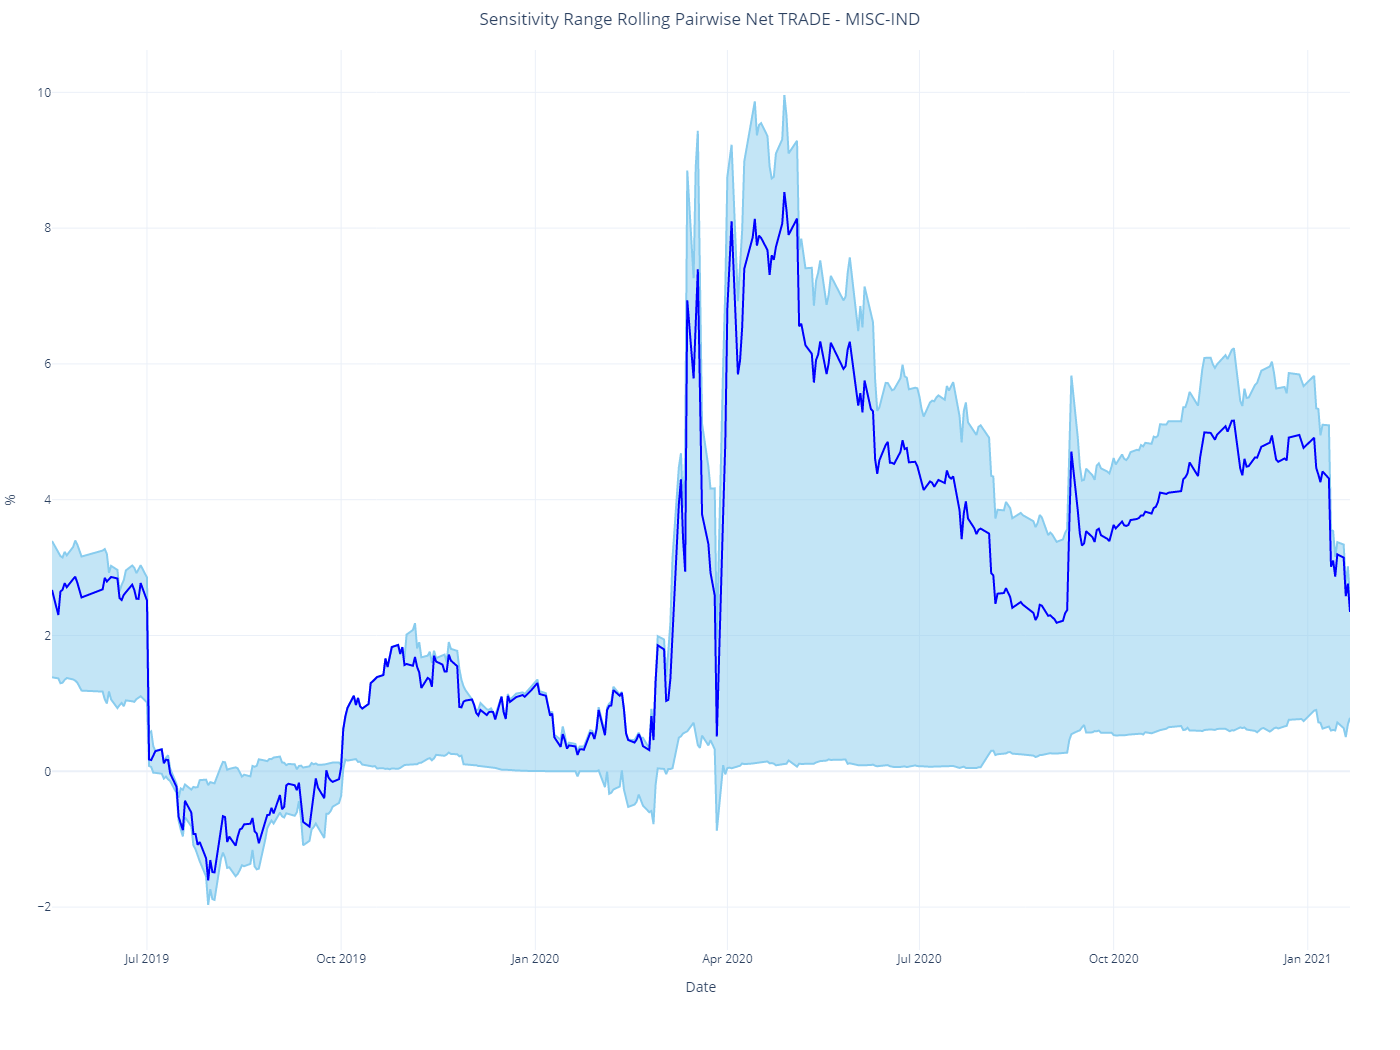 Sensitivity Range Rolling Pairwise Net TRADE - MISC-IND
10
8
6
4
2
0
−2
%
Jul 2019 Oct 2019 Jan 2020 Apr 2020 Jul 2020 Oct 2020 Jan 2021
Date